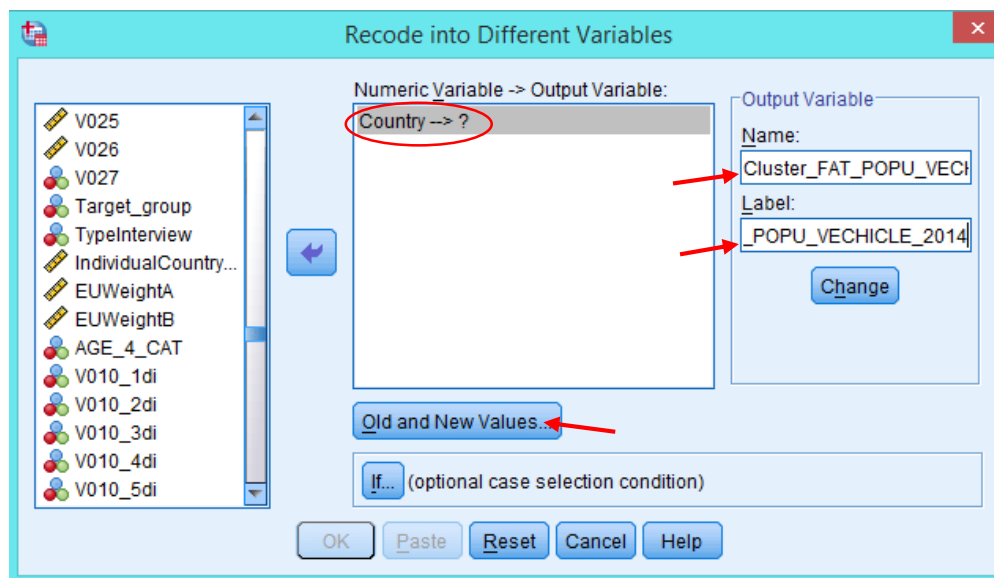 Recode into Different Variables
V025
V026
V027
Target_group
TypeInterview
IndividualCountry...
EUWeightA
EUWeightB
AGE_4_CAT
V010_1di
V010_2di
V010_3di
V010_4di
V010_5di
Numeric Variable -> Output Variable:
Country --> ?
Output Variable
Name:
Cluster_FAT_POPU_VECH
Label:
_POPU_VECHICLE_2014
Change
Old and New Values...
If... (optional case selection condition)
OK Paste Reset Cancel Help